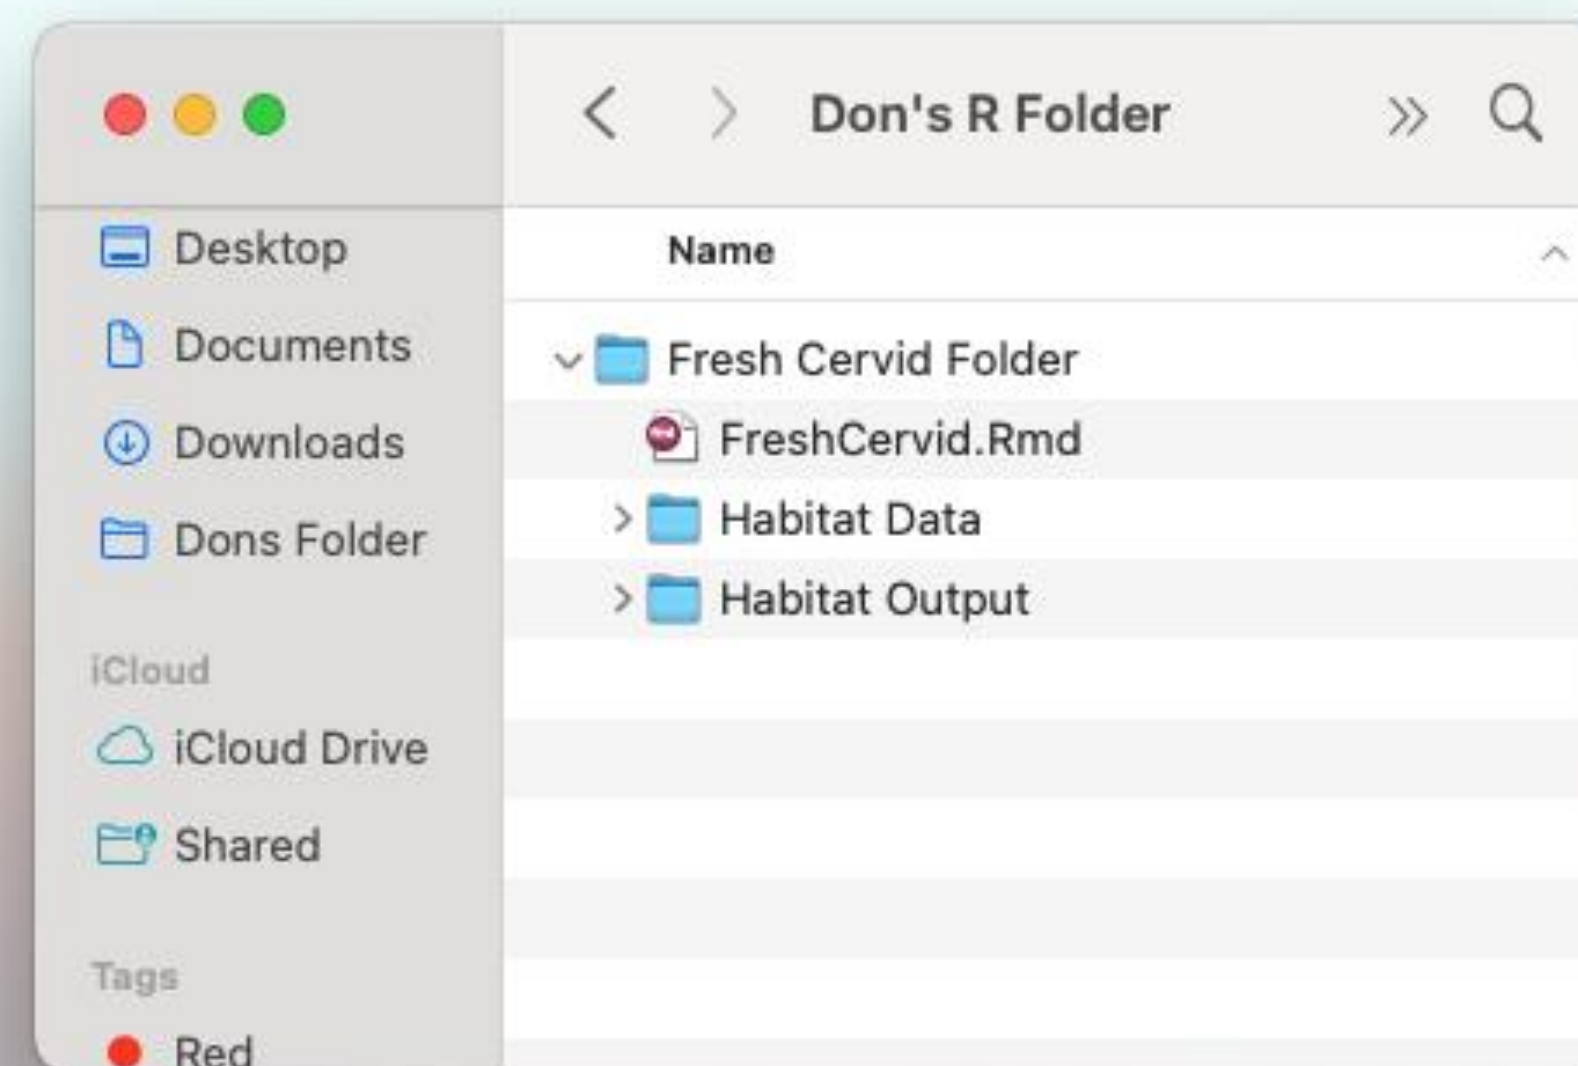 Don's R Folder
Desktop
Documents
Downloads
Dons Folder
iCloud
iCloud Drive
Shared
Tags
Red
Name
Fresh Cervid Folder
FreshCervid.Rmd
Habitat Data
Habitat Output